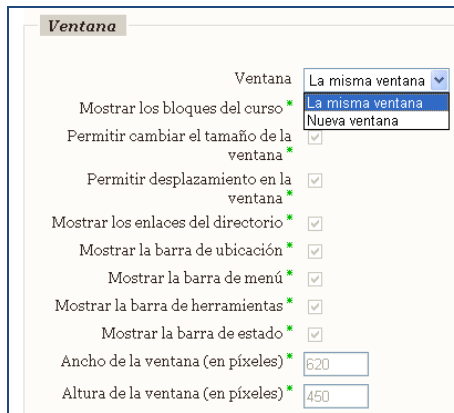 Ventana
Ventana La misma ventana
La misma ventana
Mostrar los bloques del curso *
Nueva ventana
Permitir cambiar el tamaño de la
ventana *
Permitir desplazamiento en la
ventana *
Mostrar los enlaces del directorio *
Mostrar la barra de ubicación *
Mostrar la barra de menú *
Mostrar la barra de herramientas *
Mostrar la barra de estado *
Ancho de la ventana (en píxeles) * 620
Altura de la ventana (en píxeles) * 450